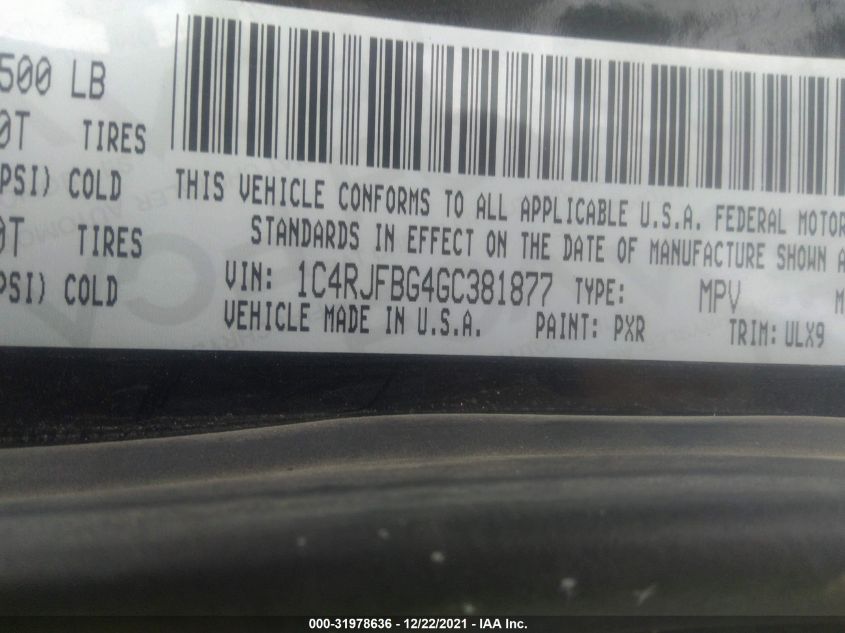 500 LB
0T TIRES
PSI) COLD
0T TIRES
PSI) COLD
THIS VEHICLE CONFORMS TO ALL APPLICABLE U.S.A. FEDERAL MOTOR
STANDARDS IN EFFECT ON THE DATE OF MANUFACTURE SHOWN A
VIN: 1C4RJFBG4GC381877 TYPE: MPV M
VEHICLE MADE IN U.S.A. PAINT: PXR TRIM: ULX9
000-31978636 - 12/22/2021 - IAA Inc.